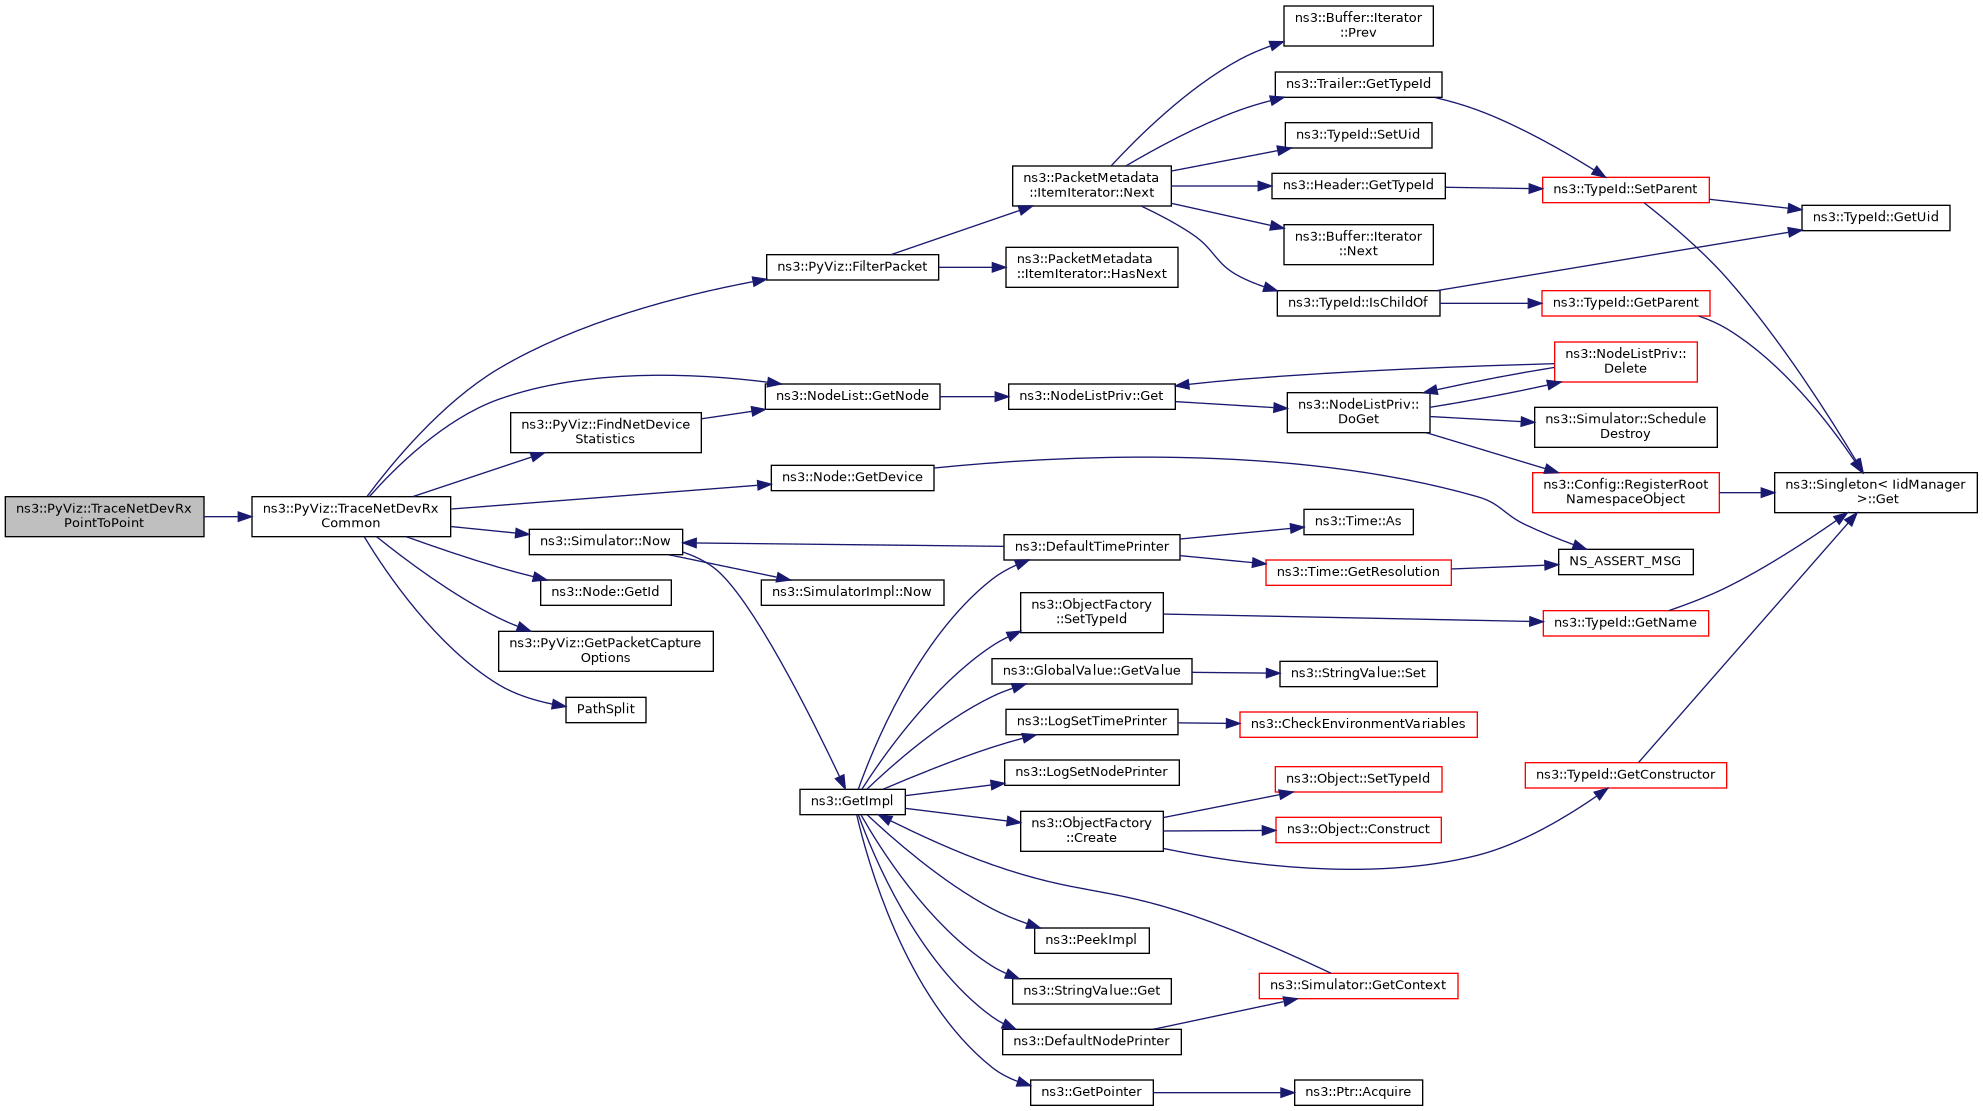 ns3::PyViz::TraceNetDevRx
PointToPoint
ns3::PyViz::TraceNetDevRx
Common
ns3::PyViz::FilterPacket
ns3::NodeList::GetNode
ns3::PyViz::FindNetDevice
Statistics
ns3::Node::GetDevice
ns3::Simulator::Now
ns3::Node::GetId
ns3::SimulatorImpl::Now
ns3::PyViz::GetPacketCapture
Options
PathSplit
ns3::GetImpl
ns3::PacketMetadata
::ItemIterator::Next
ns3::PacketMetadata
::ItemIterator::HasNext
ns3::NodeListPriv::Get
ns3::DefaultTimePrinter
ns3::ObjectFactory
::SetTypeId
ns3::GlobalValue::GetValue
ns3::LogSetTimePrinter
ns3::LogSetNodePrinter
ns3::ObjectFactory
::Create
ns3::PeekImpl
ns3::StringValue::Get
ns3::DefaultNodePrinter
ns3::GetPointer
ns3::Buffer::Iterator
::Prev
ns3::Trailer::GetTypeId
ns3::TypeId::SetUid
ns3::Header::GetTypeId
ns3::Buffer::Iterator
::Next
ns3::TypeId::IsChildOf
ns3::NodeListPriv::
DoGet
ns3::Time::As
ns3::Time::GetResolution
ns3::StringValue::Set
ns3::CheckEnvironmentVariables
ns3::Object::SetTypeId
ns3::Object::Construct
ns3::Simulator::GetContext
ns3::Ptr::Acquire
ns3::TypeId::SetParent
ns3::TypeId::GetParent
ns3::NodeListPriv::
Delete
ns3::Simulator::Schedule
Destroy
ns3::Config::RegisterRoot
NamespaceObject
NS_ASSERT_MSG
ns3::TypeId::GetName
ns3::TypeId::GetConstructor
ns3::TypeId::GetUid
ns3::Singleton< IidManager
>::Get